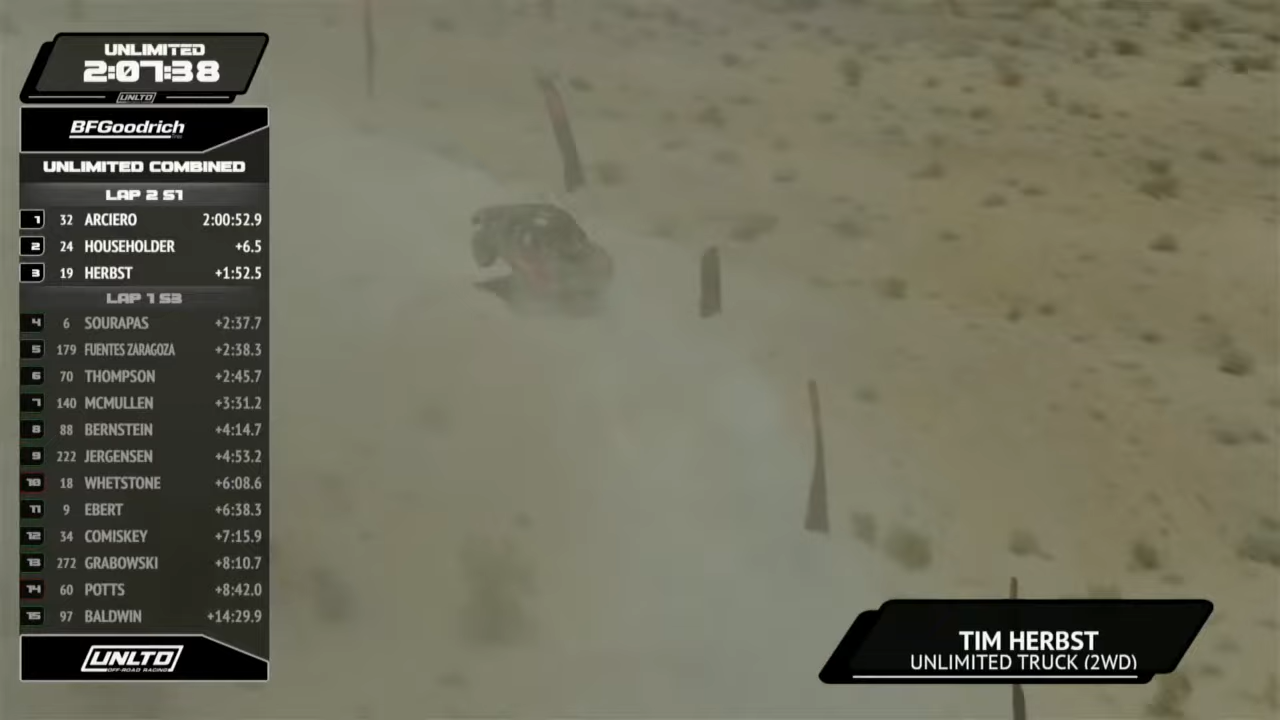 UNLIMITED
2:07:38
UNLTD
BFGoodrich
UNLIMITED COMBINED
LAP 2 S1
1 32 ARCIERO 2:00:52.9
2 24 HOUSEHOLDER +6.5
3 19 HERBST +1:52.5
LAP 1 S3
4 6 SOURAPAS +2:37.7
5 179 FUENTES ZARAGOZA +2:38.3
6 70 THOMPSON +2:45.7
7 140 MCMULLEN +3:31.2
8 88 BERNSTEIN +4:14.7
9 222 JERGENSEN +4:53.2
10 18 WHETSTONE +6:08.6
11 9 EBERT +6:38.3
12 34 COMISKEY +7:15.9
13 272 GRABOWSKI +8:10.7
14 60 POTTS +8:42.0
15 97 BALDWIN +14:29.9
UNLTD
OFF-ROAD RACING
TIM HERBST
UNLIMITED TRUCK (2WD)